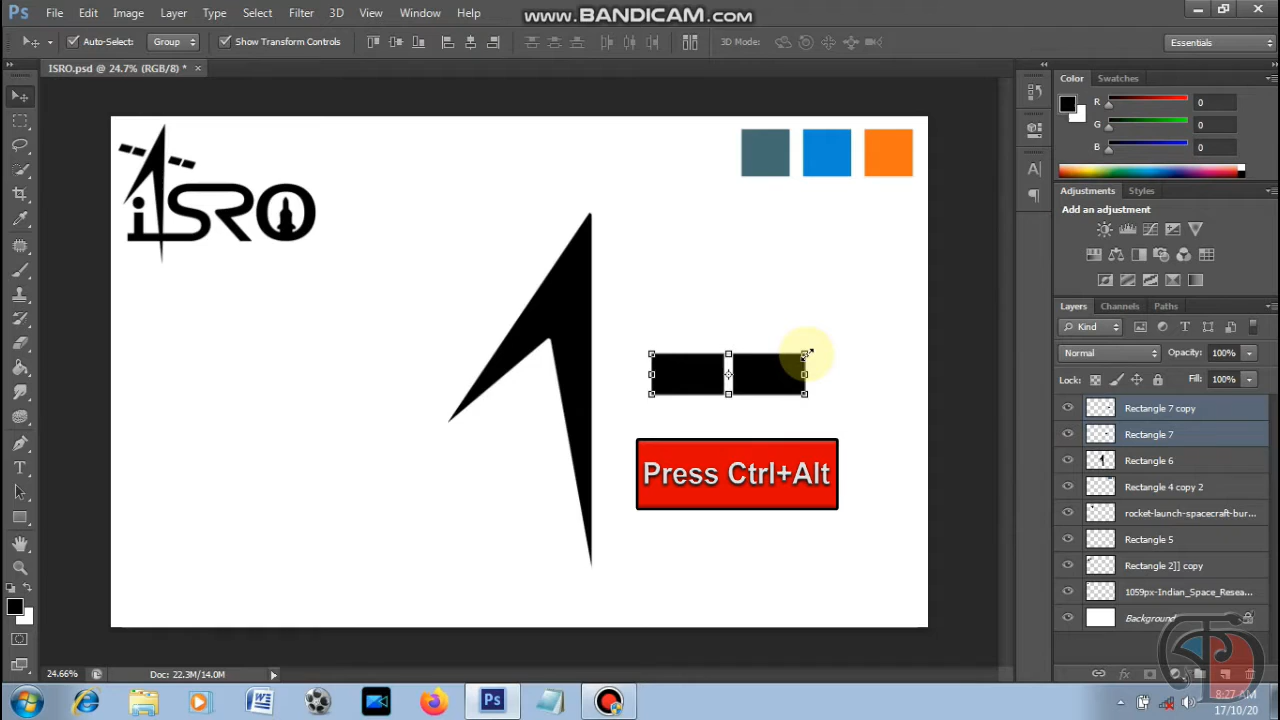 Ps File Edit Image Layer Type Select Filter 3D View Window Help
www.BANDICAM.com
Auto-Select: Group Show Transform Controls 3D Mode: Essentials
ISRO.psd @ 24.7% (RGB/8) * ×
Color Swatches
R 0
G 0
B 0
iSRO
Adjustments Styles
Add an adjustment
Layers Channels Paths
Kind
Normal Opacity: 100%
Lock: Fill: 100%
Rectangle 7 copy
Rectangle 7
Rectangle 6
Rectangle 4 copy 2
rocket-launch-spacecraft-bur...
Rectangle 5
Rectangle 2]] copy
1059px-Indian_Space_Resea...
Background
Press Ctrl+Alt
24.66% Doc: 22.3M/14.0M
Ps
8:27 AM
17/10/20